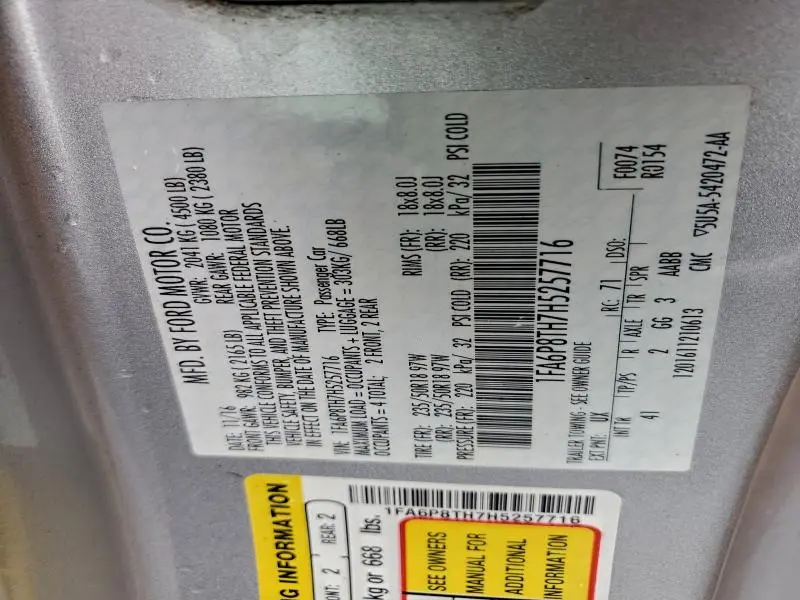 MFD. BY FORD MOTOR CO.
DATE: 11/16 GVWR: 2041 KG ( 4500 LB)
FRONT GAWR: 982 KG ( 2165 LB) REAR GAWR: 1080 KG ( 2380 LB)
THIS VEHICLE CONFORMS TO ALL APPLICABLE FEDERAL MOTOR
VEHICLE SAFETY, BUMPER, AND THEFT PREVENTION STANDARDS
IN EFFECT ON THE DATE OF MANUFACTURE SHOWN ABOVE.
VIN: 1FA6P8TH7H5257716 TYPE: Passenger Car
MAXIMUM LOAD = OCCUPANTS + LUGGAGE = 303KG/ 668LB
OCCUPANTS = 4 TOTAL; 2 FRONT, 2 REAR
TIRE (FR): 235/50R18 97W RIMS (FR): 18x8.0J
(RR): 235/50R18 97W (RR): 18x8.0J
PRESSURE (FR): 220 kPa/ 32 PSI COLD (RR): 220 kPa/ 32 PSI COLD
1FA6P8TH7H5257716
TRAILER TOWING - SEE OWNER GUIDE F0074
EXT PNT: UX RC: 71 DSO: R0154
INT TR TP/PS R AXLE TR SPR
41 2 GG 3 AABB
1201611210613 CMC ▽5U5A-5420472-AA
NG INFORMATION
ONT: 2 REAR: 2
kg or 668 lbs.
1FA6P8TH7H5257716
SEE OWNERS
MANUAL FOR
ADDITIONAL
INFORMATION